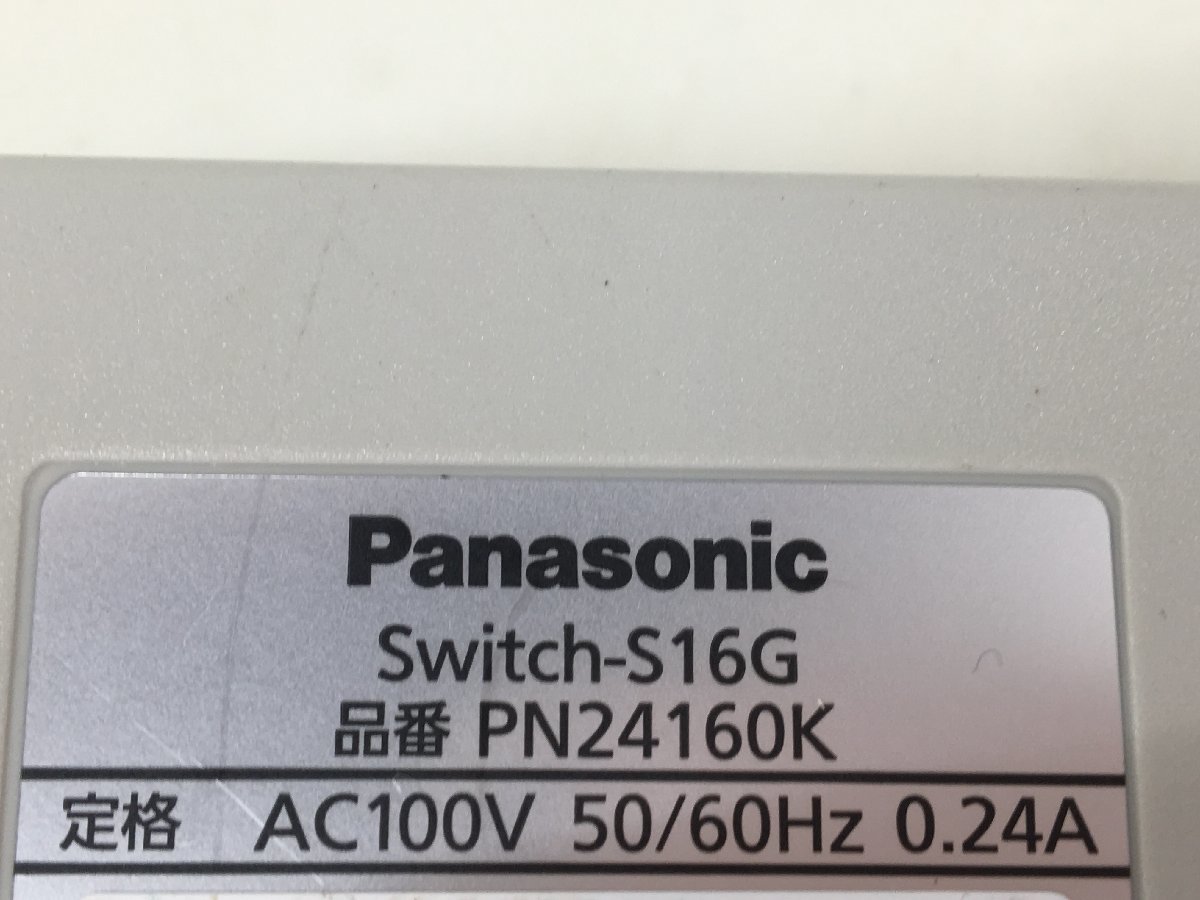 Panasonic
Switch-S16G
品番 PN24160K
定格 AC100V 50/60Hz 0.24A